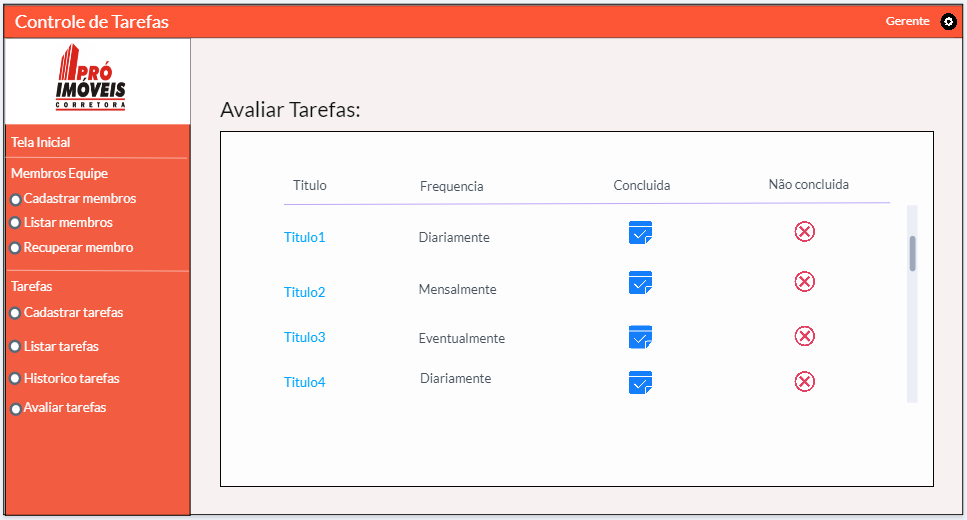 Controle de Tarefas
Gerente
PRÓ
IMÓVEIS
CORRETORA
Tela Inicial
Membros Equipe
Cadastrar membros
Listar membros
Recuperar membro
Tarefas
Cadastrar tarefas
Listar tarefas
Historico tarefas
Avaliar tarefas
Avaliar Tarefas:
Titulo Frequencia Concluida Não concluida
Titulo1 Diariamente
Titulo2 Mensalmente
Titulo3 Eventualmente
Titulo4 Diariamente